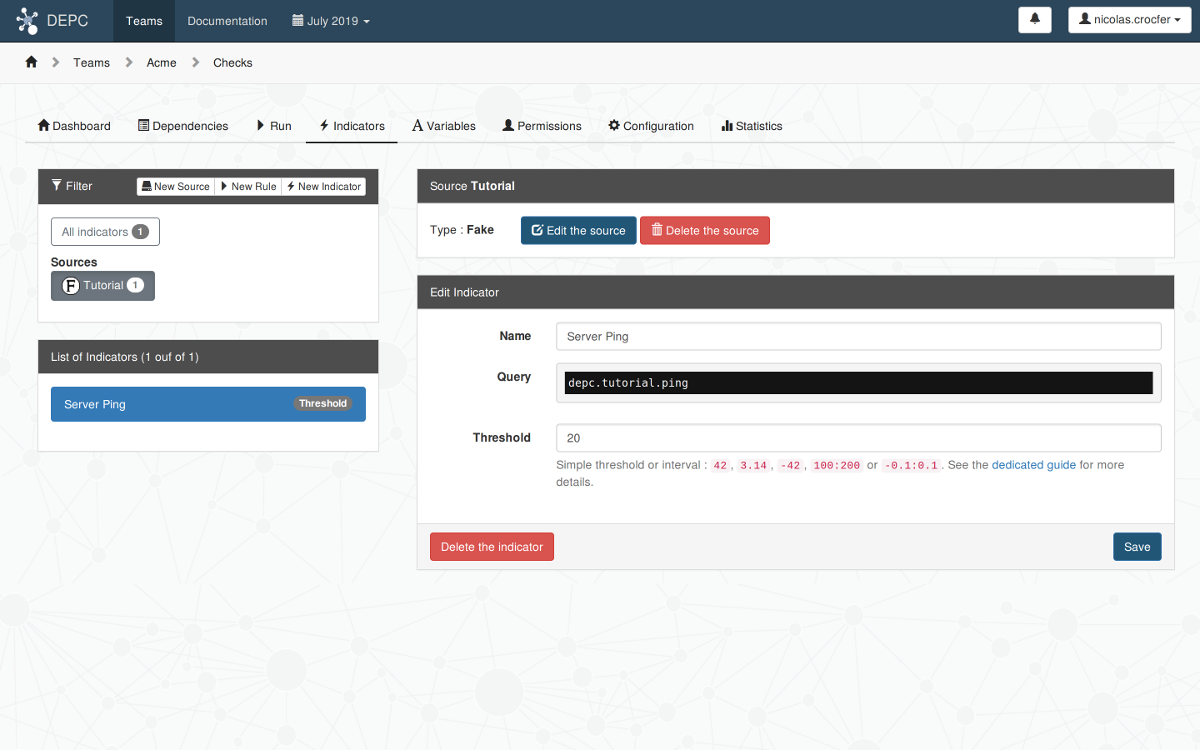 DEPC Teams Documentation July 2019 nicolas.crocfer
Teams Acme Checks
Dashboard Dependencies Run Indicators Variables Permissions Configuration Statistics
Filter New Source New Rule New Indicator
All indicators 1
Sources
F Tutorial 1
List of Indicators (1 ouf of 1)
Server Ping Threshold
Source Tutorial
Type : Fake Edit the source Delete the source
Edit Indicator
Name Server Ping
Query depc.tutorial.ping
Threshold 20
Simple threshold or interval : 42 , 3.14 , -42 , 100:200 or -0.1:0.1 . See the dedicated guide for more
details.
Delete the indicator Save